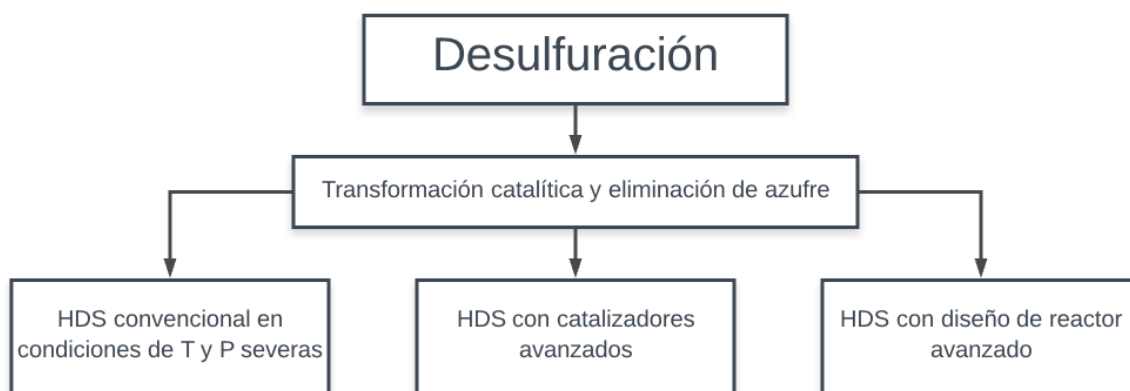 Desulfuración
Transformación catalítica y eliminación de azufre
HDS convencional en
condiciones de T y P severas
HDS con catalizadores
avanzados
HDS con diseño de reactor
avanzado